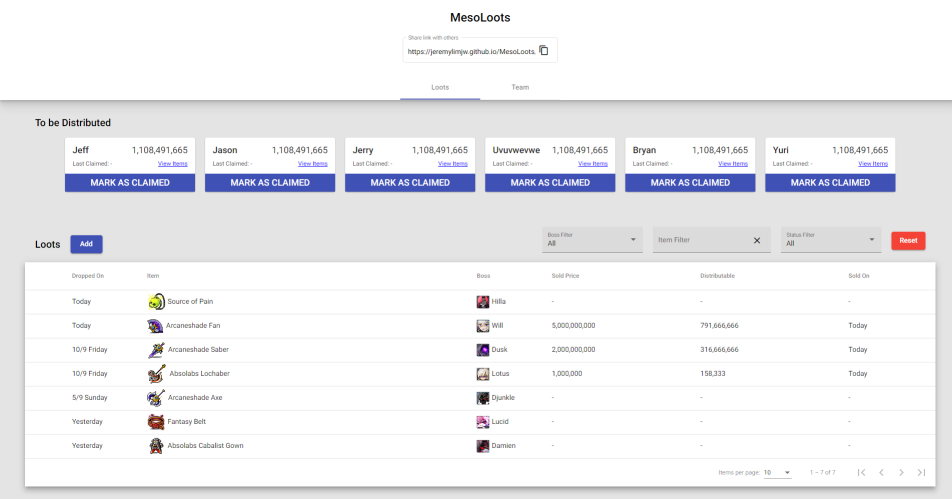 MesoLoots
Share link with others
https://jeremylimjw.github.io/MesoLoots.
Loots Team
To be Distributed
Jeff 1,108,491,665 Jason 1,108,491,665 Jerry 1,108,491,665 Uvuvwevwe 1,108,491,665 Bryan 1,108,491,665 Yuri 1,108,491,665
Last Claimed: - View Items Last Claimed: - View Items Last Claimed: - View Items Last Claimed: - View Items Last Claimed: - View Items Last Claimed: - View Items
MARK AS CLAIMED MARK AS CLAIMED MARK AS CLAIMED MARK AS CLAIMED MARK AS CLAIMED MARK AS CLAIMED
Loots Add Boss Filter All Item Filter Status Filter All Reset
Dropped On Item Boss Sold Price Distributable Sold On
Today Source of Pain Hilla - - -
Today Arcaneshade Fan Will 5,000,000,000 791,666,666 Today
10/9 Friday Arcaneshade Saber Dusk 2,000,000,000 316,666,666 Today
10/9 Friday Absolabs Lochaber Lotus 1,000,000 158,333 Today
5/9 Sunday Arcaneshade Axe Djunkle - - -
Yesterday Fantasy Belt Lucid - - -
Yesterday Absolabs Cabalist Gown Damien - - -
Items per page: 10 1 – 7 of 7